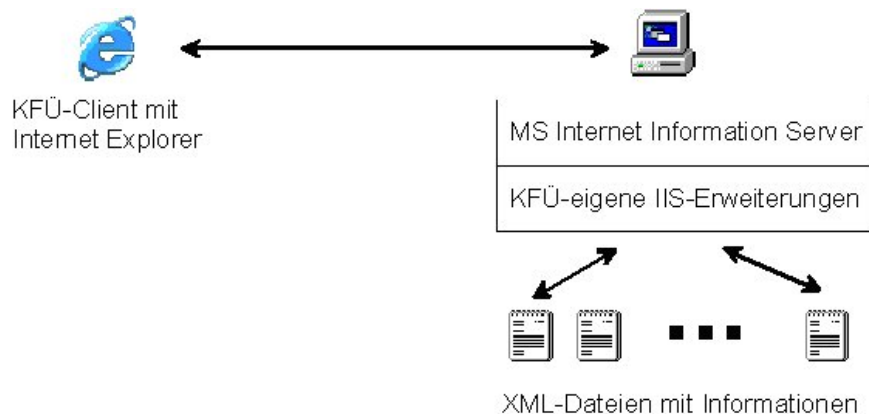 KFÜ-Client mit
Internet Explorer
MS Internet Information Server
KFÜ-eigene IIS-Erweiterungen
XML-Dateien mit Informationen